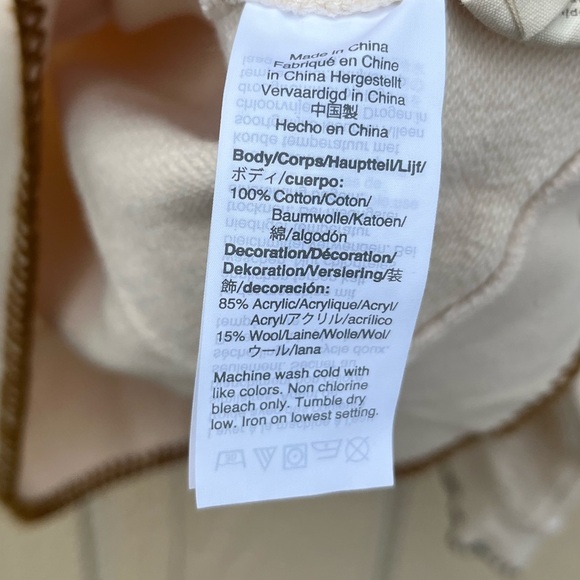 Made in China
Fabriqué en Chine
in China Hergestellt
Vervaardigd in China
中国製
Hecho en China
Body/Corps/Hauptteil/Lijf/
ボディ/cuerpo:
100% Cotton/Coton/
Baumwolle/Katoen/
綿/algodón
Decoration/Décoration/
Dekoration/Versiering/装
飾/decoración:
85% Acrylic/Acrylique/Acryl/
Acryl/アクリル/acrílico
15% Wool/Laine/Wolle/Wol/
ウール/lana
Machine wash cold with
like colors. Non chlorine
bleach only. Tumble dry
low. Iron on lowest setting.